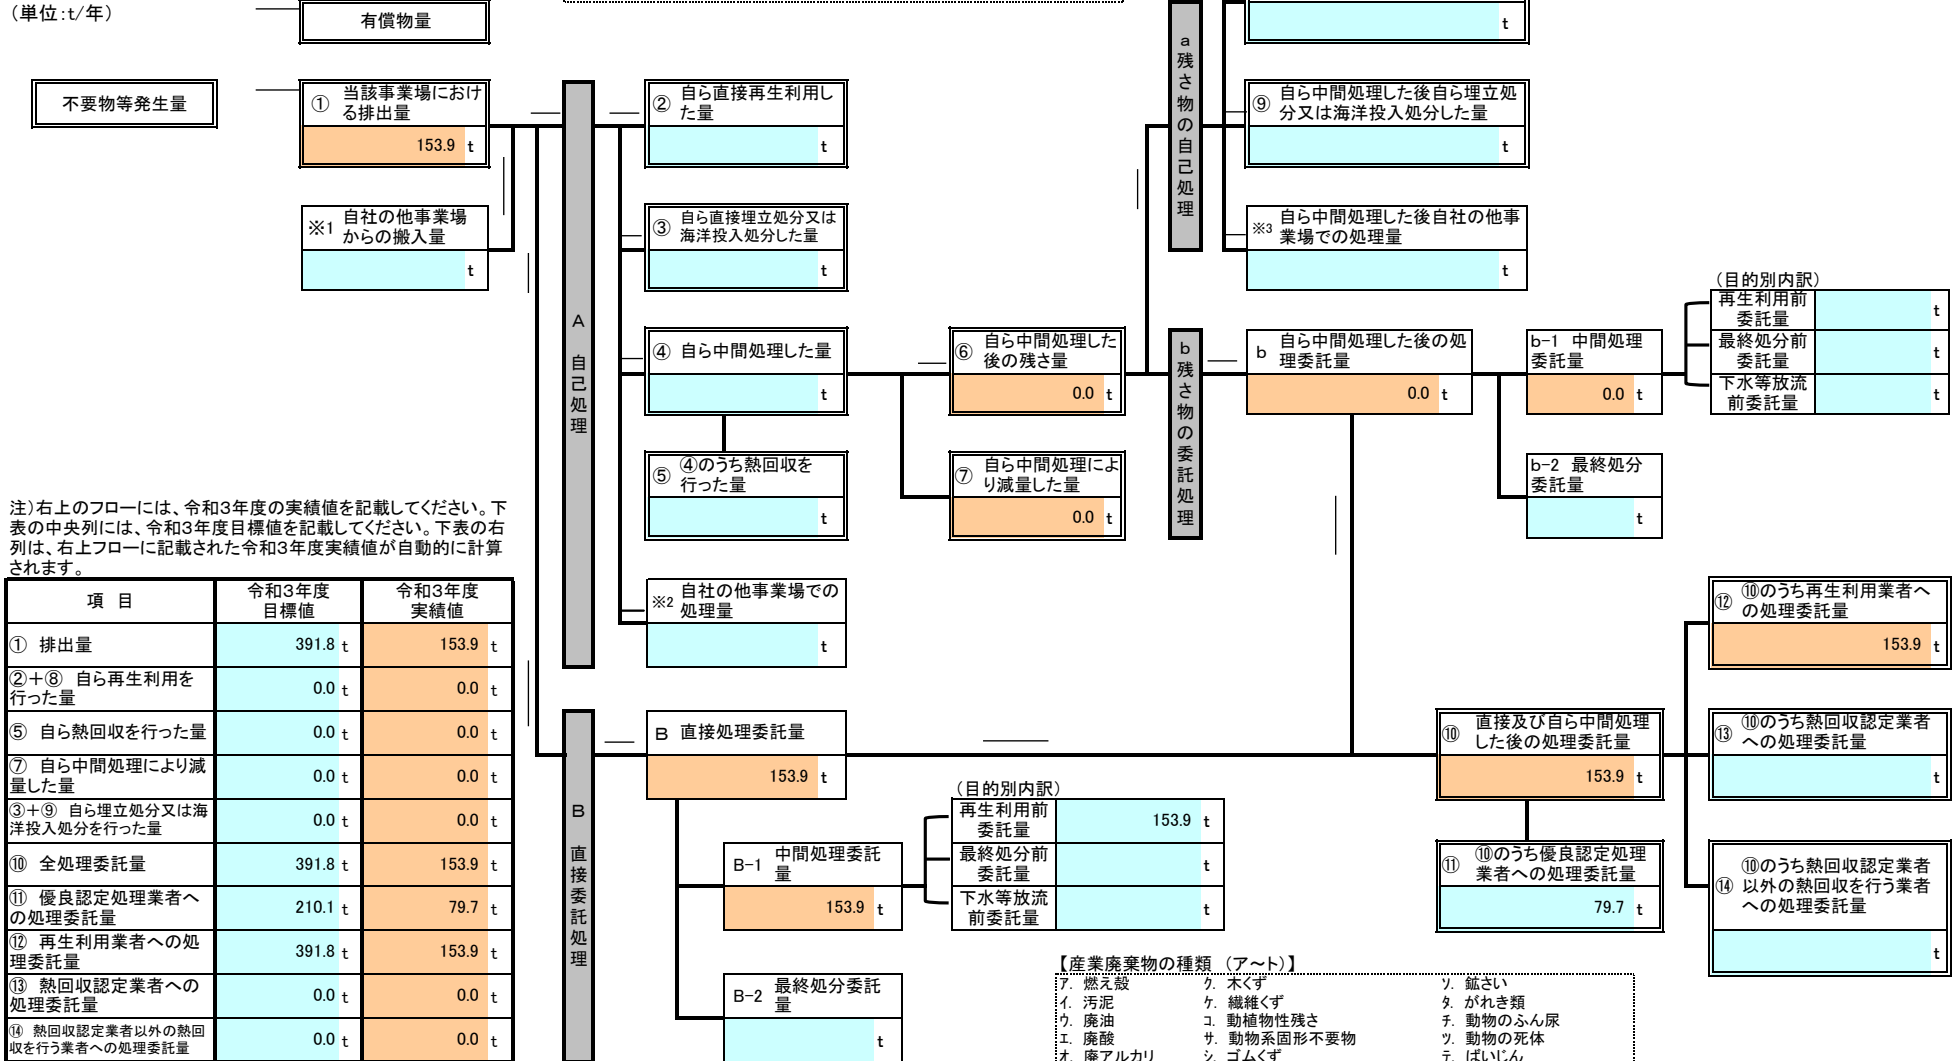 （単位:t/年）
有償物量
t
不要物等発生量
① 当該事業場におけ
る排出量
153.9 t
※1 自社の他事業場
からの搬入量
t
A 自己処理
② 自ら直接再生利用し
た量
t
③ 自ら直接埋立処分又は
海洋投入処分した量
t
④ 自ら中間処理した量
t
⑤ ④のうち熱回収を
行った量
t
※2 自社の他事業場での
処理量
t
⑥ 自ら中間処理した
後の残さ量
0.0 t
⑦ 自ら中間処理によ
り減量した量
0.0 t
a 残さ物の自己処理
⑨ 自ら中間処理した後自ら埋立処
分又は海洋投入処分した量
t
※3 自ら中間処理した後自社の他事
業場での処理量
t
b 残さ物の委託処理
b 自ら中間処理した後の処
理委託量
0.0 t
b-1 中間処理
委託量
0.0 t
（目的別内訳）
再生利用前
委託量
t
最終処分前
委託量
t
下水等放流
前委託量
t
b-2 最終処分
委託量
t
注）右上のフローには、令和3年度の実績値を記載してください。下
表の中央列には、令和3年度目標値を記載してください。下表の右
列は、右上フローに記載された令和3年度実績値が自動的に計算
されます。
項 目 令和3年度 令和3年度
目標値 実績値
① 排出量 391.8 t 153.9 t
②＋⑧ 自ら再生利用を
行った量 0.0 t 0.0 t
⑤ 自ら熱回収を行った量 0.0 t 0.0 t
⑦ 自ら中間処理により減
量した量 0.0 t 0.0 t
③＋⑨ 自ら埋立処分又は海
洋投入処分を行った量 0.0 t 0.0 t
⑩ 全処理委託量 391.8 t 153.9 t
⑪ 優良認定処理業者へ
の処理委託量 210.1 t 79.7 t
⑫ 再生利用業者への処
理委託量 391.8 t 153.9 t
⑬ 熱回収認定業者への
処理委託量 0.0 t 0.0 t
⑭ 熱回収認定業者以外の熱回
収を行う業者への処理委託量 0.0 t 0.0 t
B 直接委託処理
B 直接処理委託量
153.9 t
B-1 中間処理委託
量
153.9 t
（目的別内訳）
再生利用前
委託量
153.9 t
最終処分前
委託量
t
下水等放流
前委託量
t
B-2 最終処分委託
量
t
⑩ 直接及び自ら中間処理
した後の処理委託量
153.9 t
⑪ ⑩のうち優良認定処理
業者への処理委託量
79.7 t
⑫ ⑩のうち再生利用業者へ
の処理委託量
153.9 t
⑬ ⑩のうち熱回収認定業者
への処理委託量
t
⑭ ⑩のうち熱回収認定業者
以外の熱回収を行う業者
への処理委託量
t
【産業廃棄物の種類 （ア～ト）】
ｱ. 燃え殻 ｸ. 木くず ｿ. 鉱さい
ｲ. 汚泥 ｹ. 繊維くず ﾀ. がれき類
ｳ. 廃油 ｺ. 動植物性残さ ﾁ. 動物のふん尿
ｴ. 廃酸 ｻ. 動物系固形不要物 ﾂ. 動物の死体
ｵ. 廃アルカリ ｼ. ゴムくず ﾃ. ばいじん